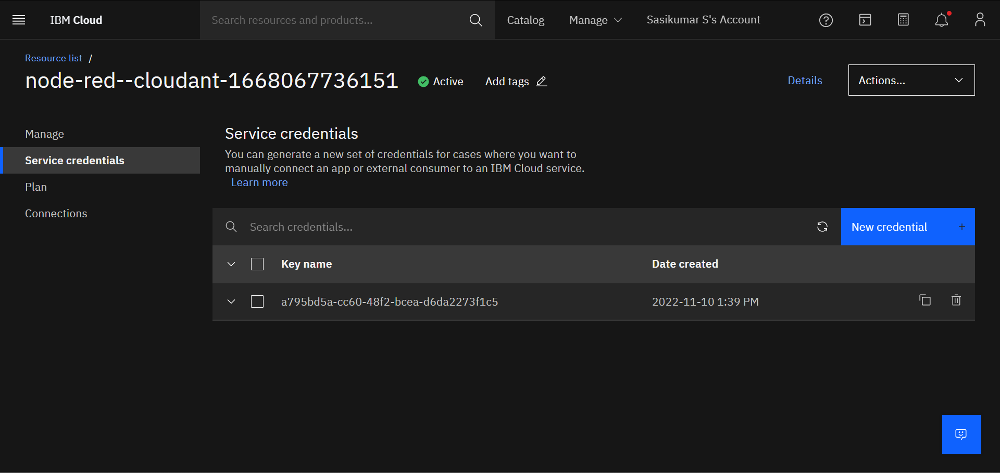 IBM Cloud
Search resources and products...
Catalog
Manage
Sasikumar S's Account
Resource list /
node-red--cloudant-1668067736151
Active
Add tags
Details
Actions...
Manage
Service credentials
Plan
Connections
Service credentials
You can generate a new set of credentials for cases where you want to
manually connect an app or external consumer to an IBM Cloud service.
Learn more
Search credentials...
New credential +
Key name
Date created
a795bd5a-cc60-48f2-bcea-d6da2273f1c5
2022-11-10 1:39 PM